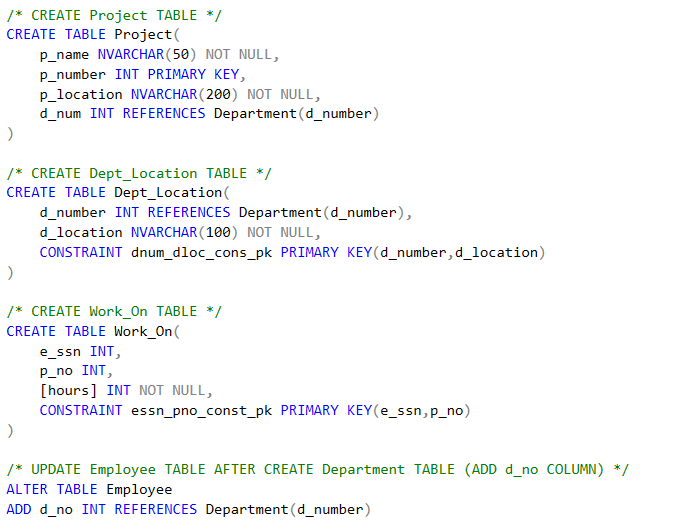 /* CREATE Project TABLE */
CREATE TABLE Project(
    p_name NVARCHAR(50) NOT NULL,
    p_number INT PRIMARY KEY,
    p_location NVARCHAR(200) NOT NULL,
    d_num INT REFERENCES Department(d_number)
)

/* CREATE Dept_Location TABLE */
CREATE TABLE Dept_Location(
    d_number INT REFERENCES Department(d_number),
    d_location NVARCHAR(100) NOT NULL,
    CONSTRAINT dnum_dloc_cons_pk PRIMARY KEY(d_number,d_location)
)

/* CREATE Work_On TABLE */
CREATE TABLE Work_On(
    e_ssn INT,
    p_no INT,
    [hours] INT NOT NULL,
    CONSTRAINT essn_pno_const_pk PRIMARY KEY(e_ssn,p_no)
)

/* UPDATE Employee TABLE AFTER CREATE Department TABLE (ADD d_no COLUMN) */
ALTER TABLE Employee
ADD d_no INT REFERENCES Department(d_number)